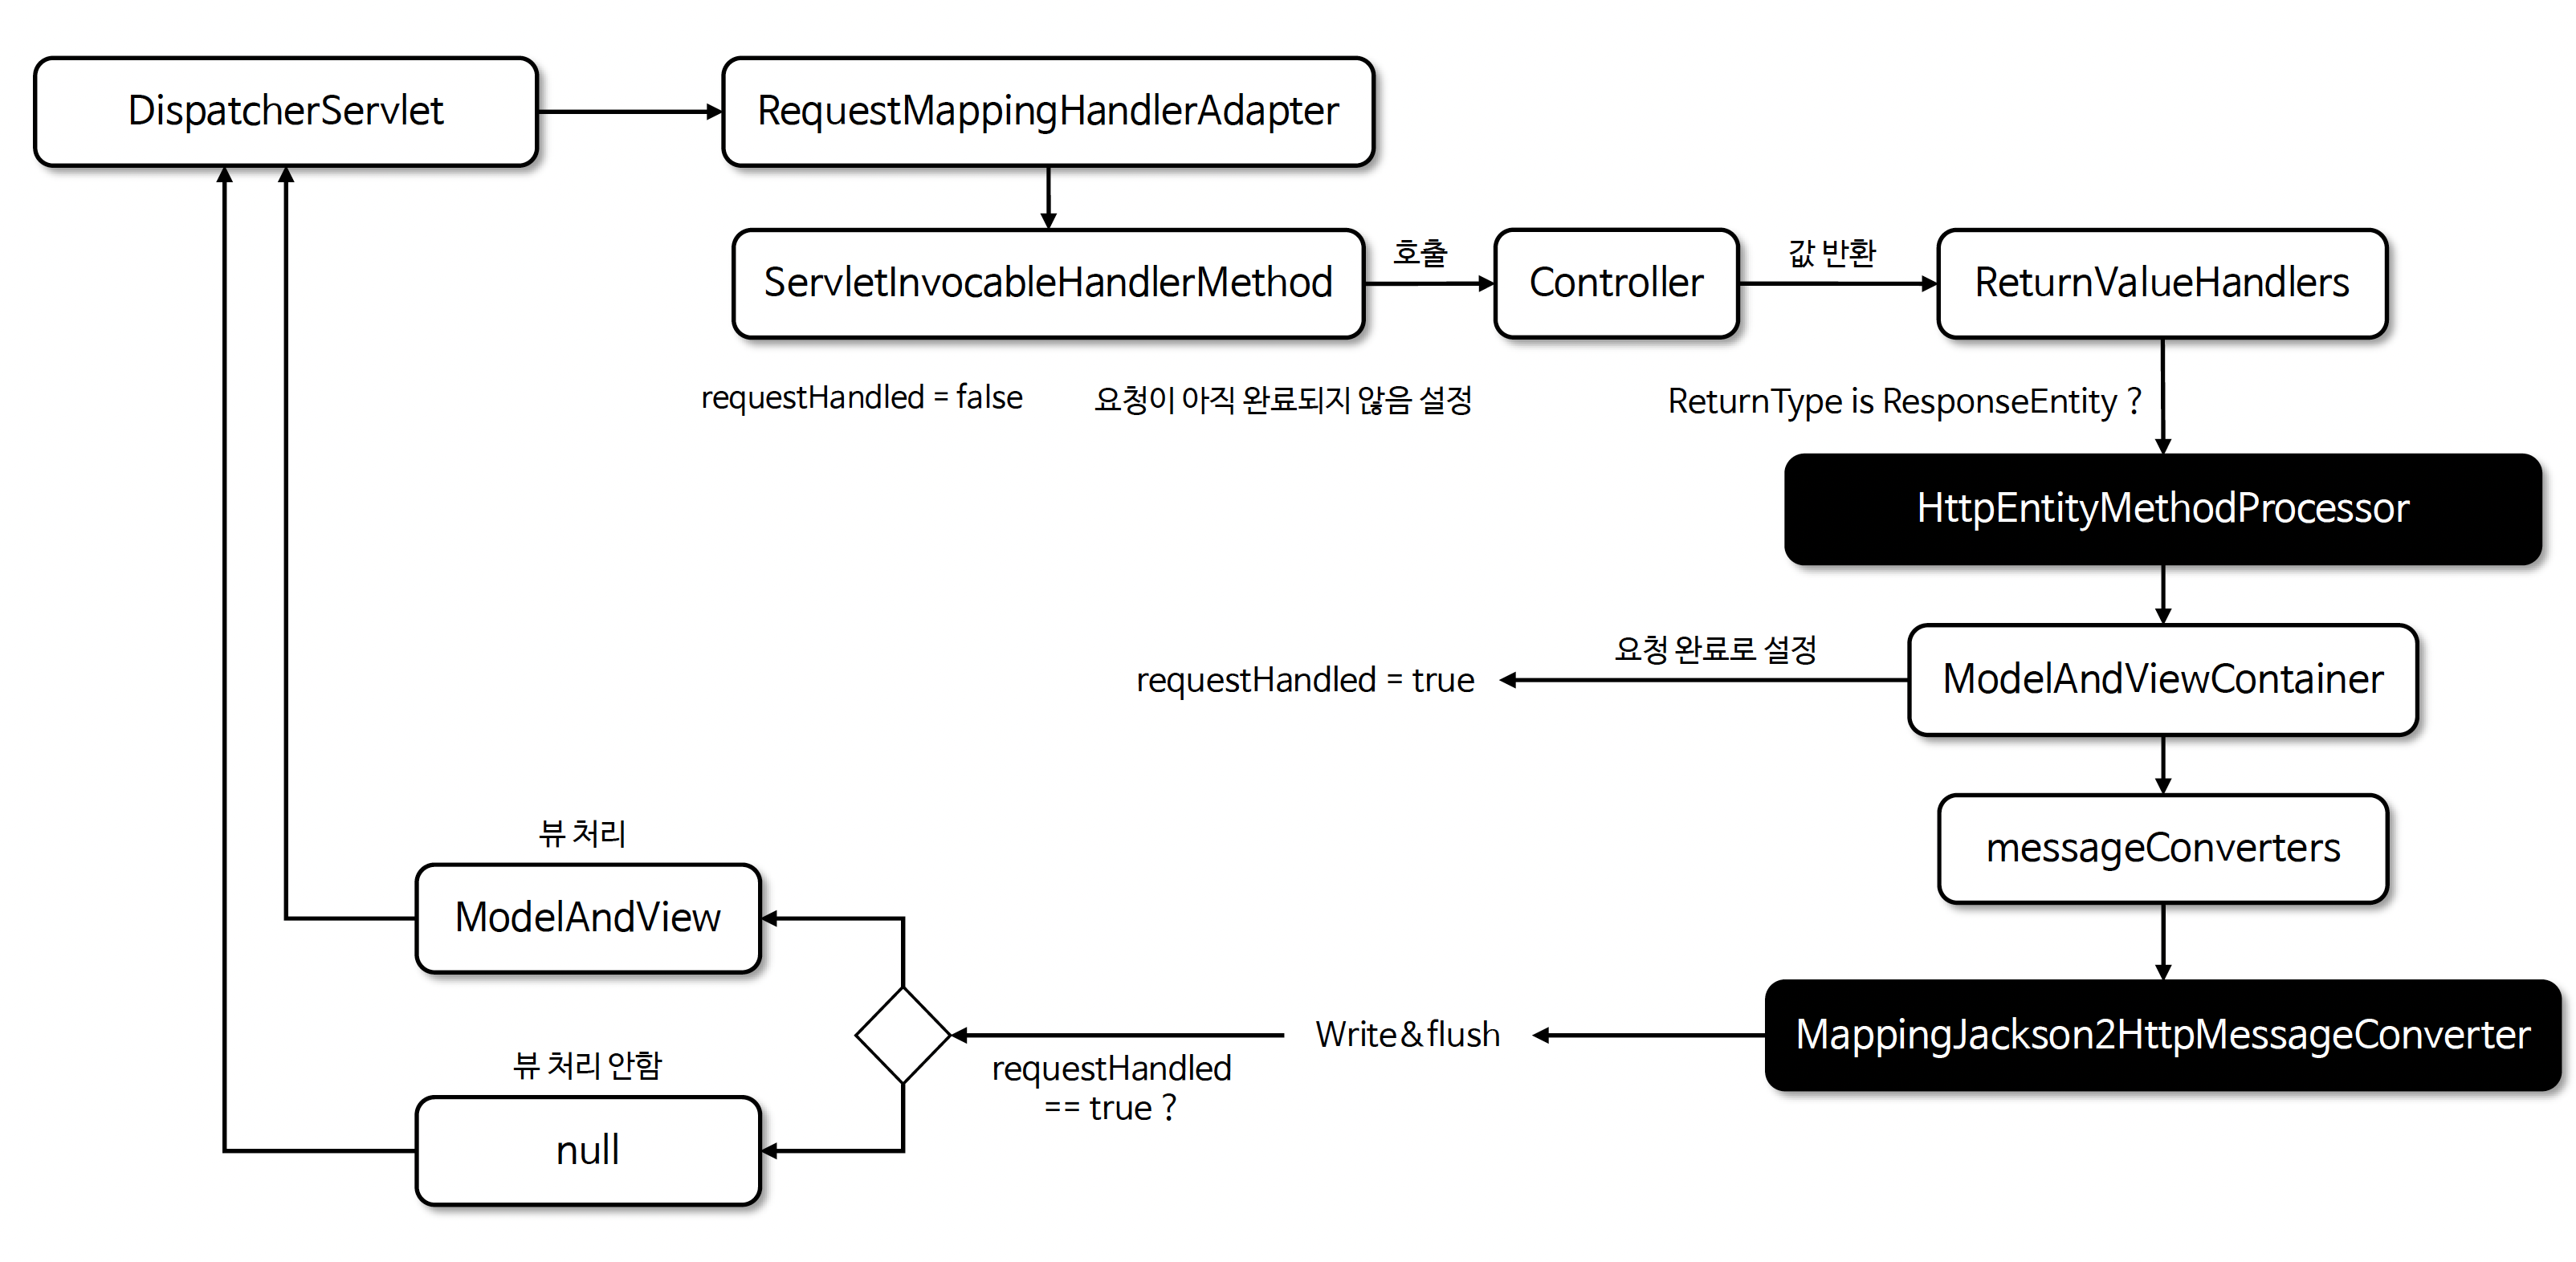 DispatcherServlet
RequestMappingHandlerAdapter
ServletInvocableHandlerMethod
호출
Controller
값 반환
ReturnValueHandlers
requestHandled = false
요청이 아직 완료되지 않음 설정
ReturnType is ResponseEntity ?
HttpEntityMethodProcessor
요청 완료로 설정
requestHandled = true
ModelAndViewContainer
messageConverters
뷰 처리
ModelAndView
MappingJackson2HttpMessageConverter
Write&flush
requestHandled
== true ?
뷰 처리 안함
null